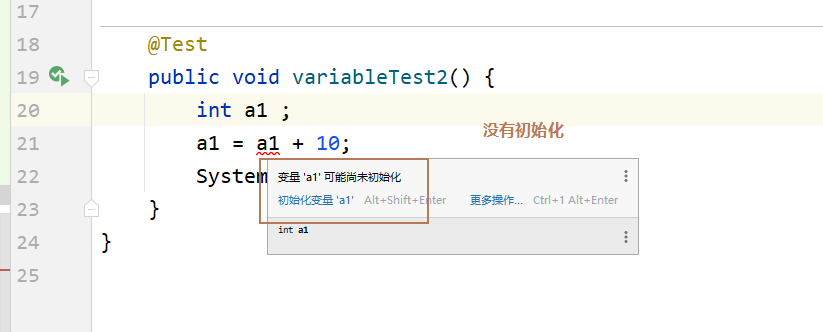 17
18 @Test
19 public void variableTest2() {
20 int a1 ;
没有初始化
21 a1 = a1 + 10;
22 System
变量 'a1' 可能尚未初始化
初始化变量 'a1' Alt+Shift+Enter 更多操作... Ctrl+1 Alt+Enter
23 }
int a1
24 }
25